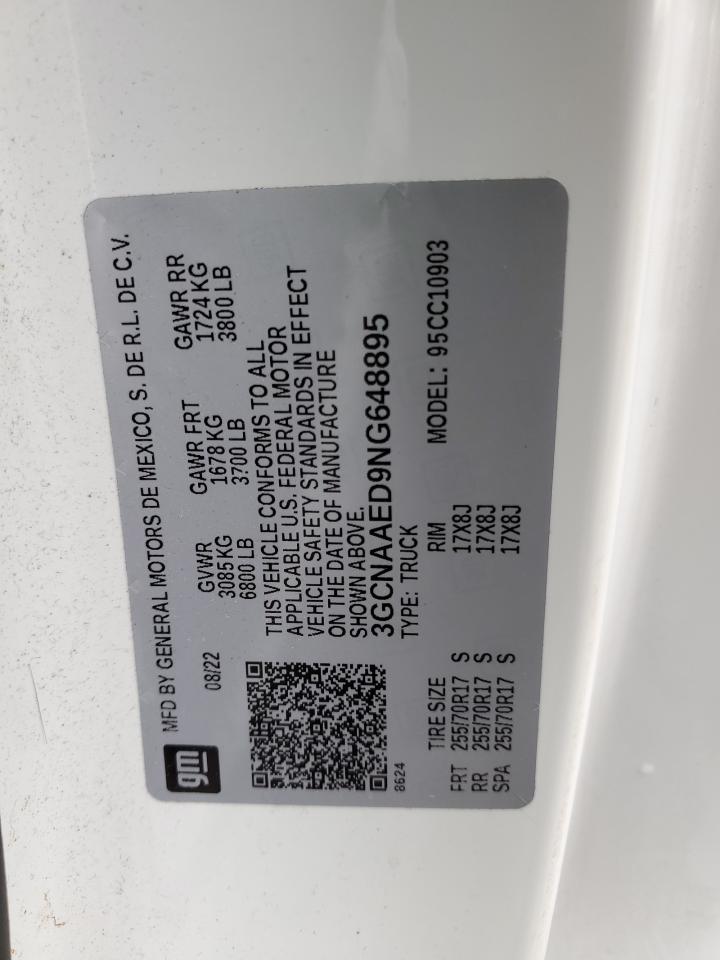 gm
MFD BY GENERAL MOTORS DE MEXICO, S. DE R.L. DE C.V.
08/22
GVWR GAWR FRT GAWR RR
3085 KG 1678 KG 1724 KG
6800 LB 3700 LB 3800 LB
THIS VEHICLE CONFORMS TO ALL
APPLICABLE U.S. FEDERAL MOTOR
VEHICLE SAFETY STANDARDS IN EFFECT
ON THE DATE OF MANUFACTURE
SHOWN ABOVE.
3GCNAAED9NG648895
8624
TYPE: TRUCK MODEL: 95CC10903
TIRE SIZE RIM
FRT 255/70R17 S 17X8J
RR 255/70R17 S 17X8J
SPA 255/70R17 S 17X8J